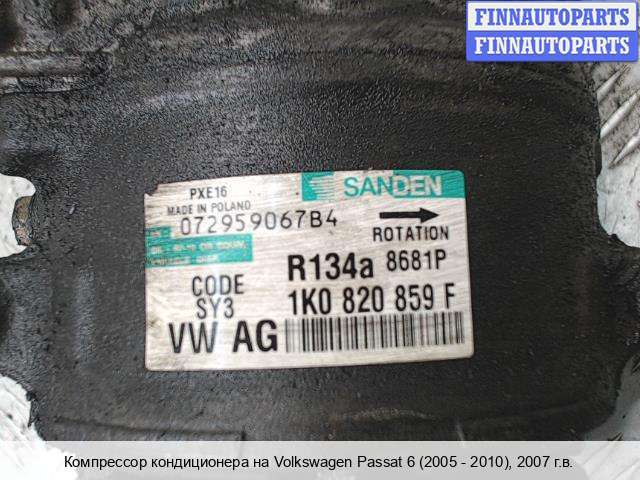 FINNAUTOPARTS
FINNAUTOPARTS
PXE16
SANDEN
MADE IN POLAND
072959067B4
ROTATION
R134a 8681P
CODE
SY3
1K0 820 859 F
VW AG
Компрессор кондиционера на Volkswagen Passat 6 (2005 - 2010), 2007 г.в.